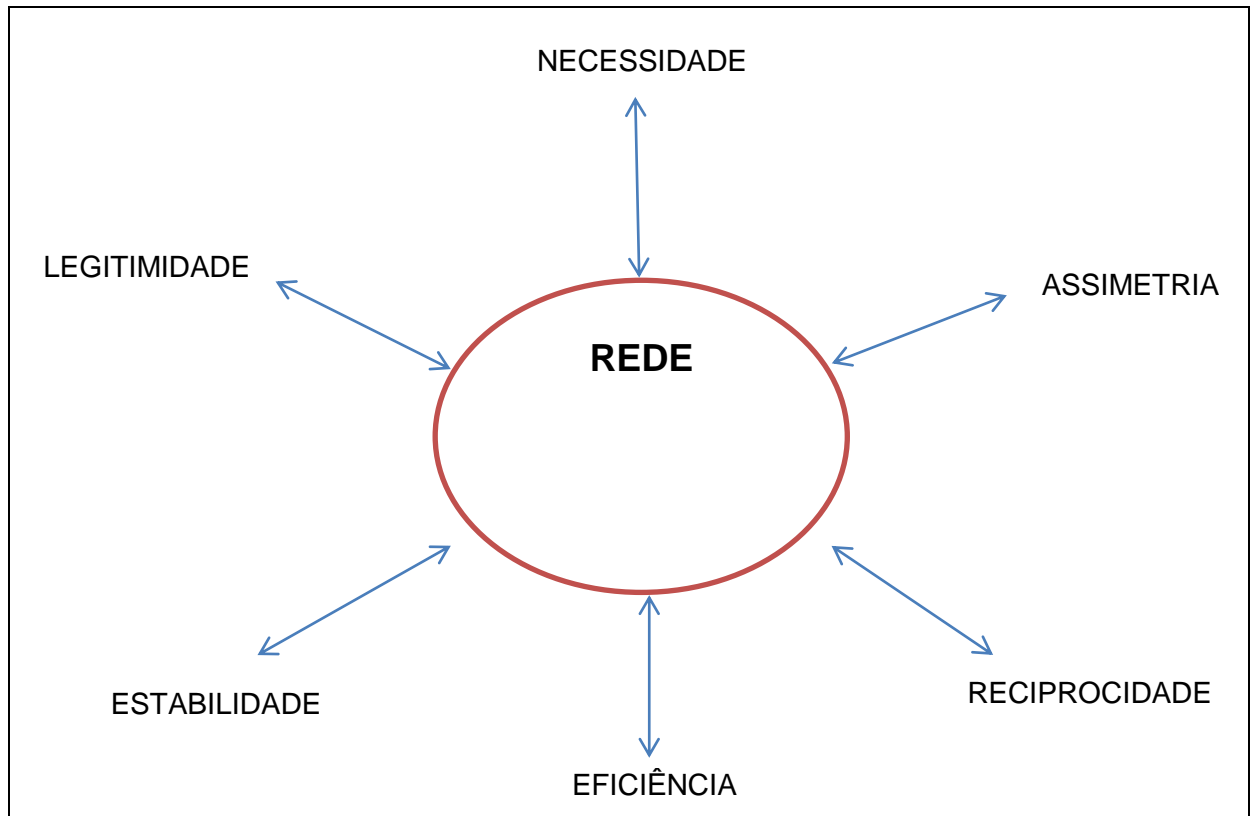 NECESSIDADE
LEGITIMIDADE
ASSIMETRIA
REDE
RECIPROCIDADE
ESTABILIDADE
EFICIÊNCIA